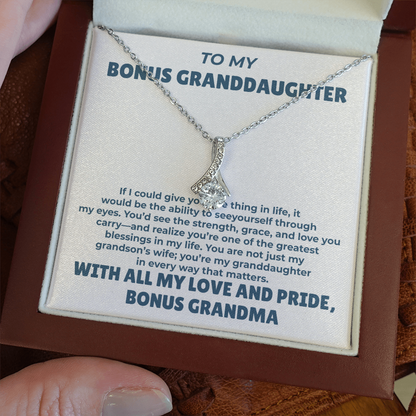 TO MY
BONUS GRANDDAUGHTER
If I could give you thing in life, it
would be the ability to seeyourself through
my eyes. You'd see the strength, grace, and love you
carry—and realize you're one of the greatest
blessings in my life. You are not just my
grandson's wife; you're my granddaughter
in every way that matters.
WITH ALL MY LOVE AND PRIDE,
BONUS GRANDMA